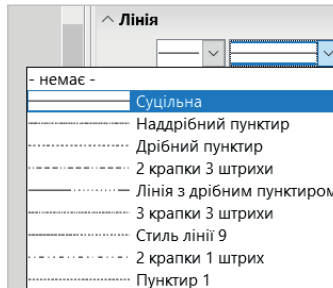 Лінія
- немає -
Суцільна
Наддрібний пунктир
Дрібний пунктир
2 крапки 3 штрихи
Лінія з дрібним пунктиром
3 крапки 3 штрихи
Стиль лінії 9
2 крапки 1 штрих
Пунктир 1